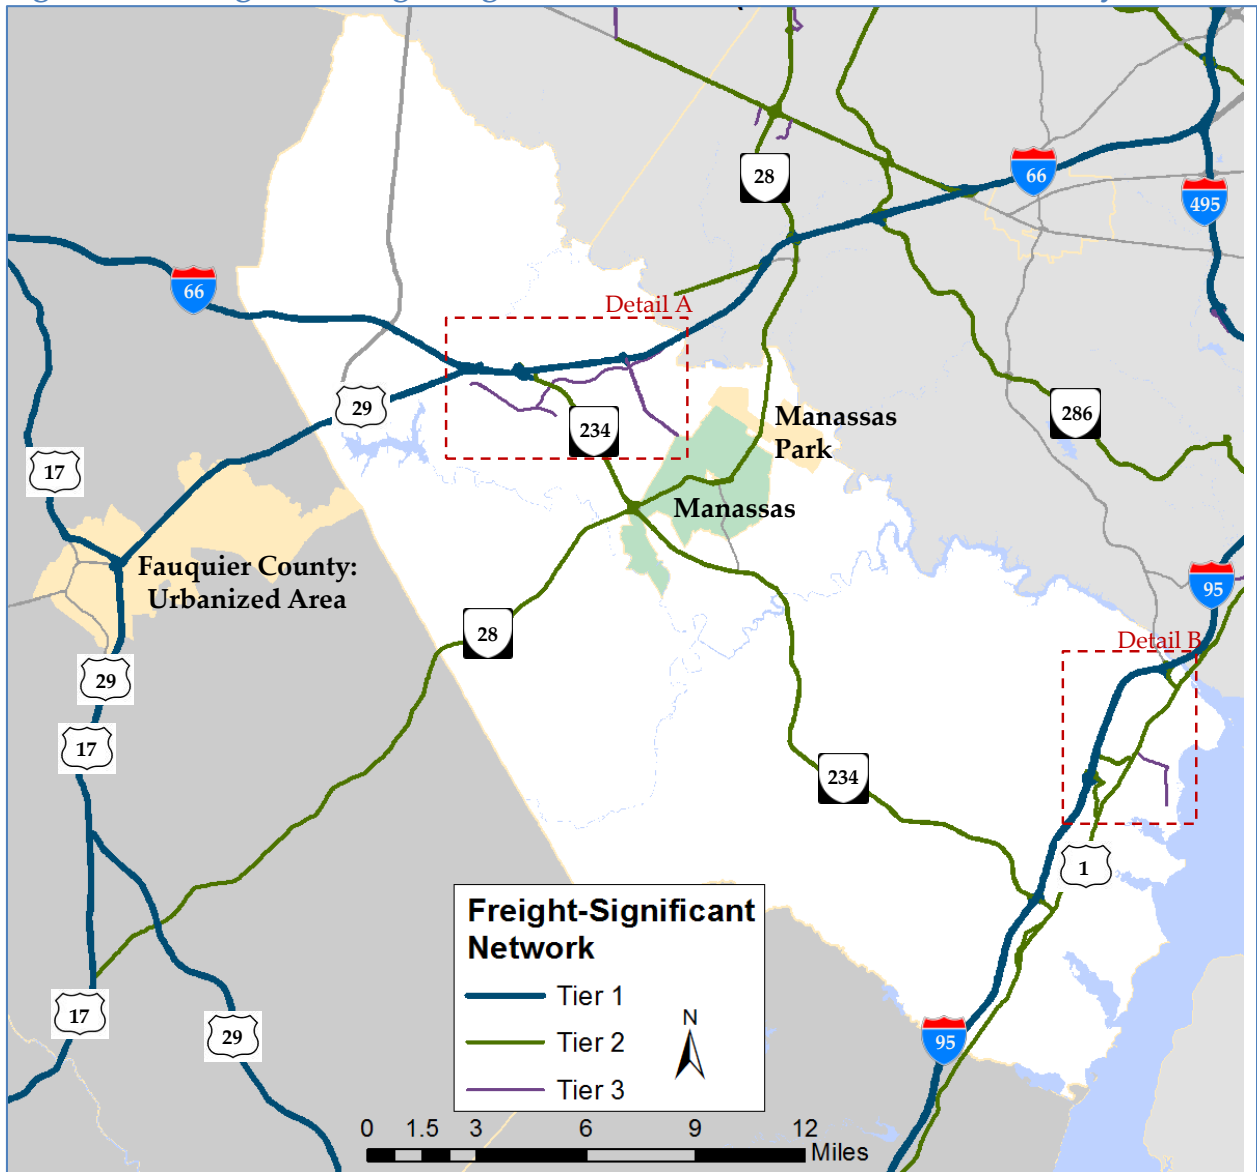 28
66
495
66
Detail A
29
286
234
Manassas
Park
17
Manassas
Fauquier County:
Urbanized Area
95
28
Detail B
29
17
234
1
Freight-Significant
Network
Tier 1
Tier 2
Tier 3
N
17
29
95
0 1.5 3 6 9 12
Miles